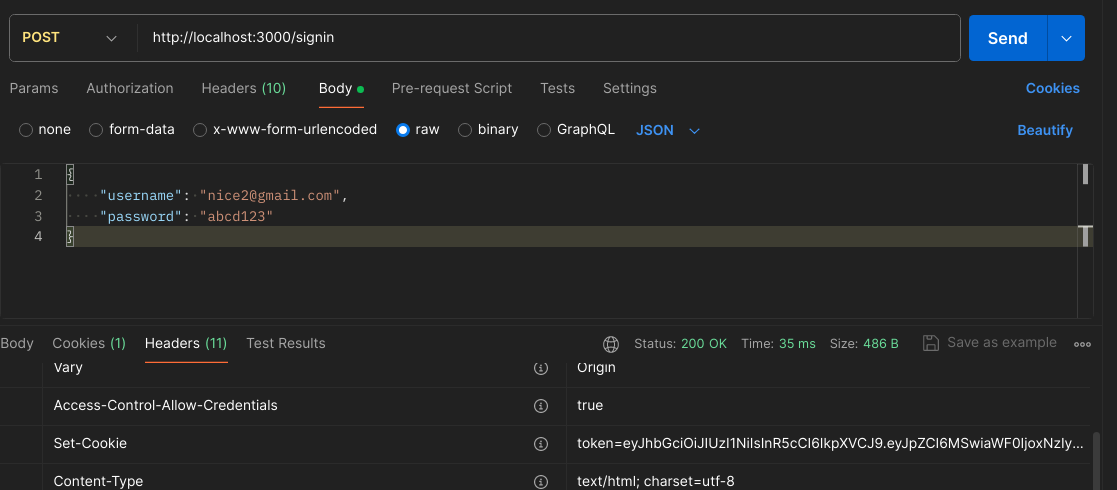 POST http://localhost:3000/signin Send
Params Authorization Headers (10) Body Pre-request Script Tests Settings Cookies
none form-data x-www-form-urlencoded raw binary GraphQL JSON Beautify
1 {
2 "username": "nice2@gmail.com",
3 "password": "abcd123"
4 }
Body Cookies (1) Headers (11) Test Results Status: 200 OK Time: 35 ms Size: 486 B Save as example
Vary Origin
Access-Control-Allow-Credentials true
Set-Cookie token=eyJhbGciOiJIUzI1NiIsInR5cCI6IkpXVCJ9.eyJpZCI6MSwiaWF0IjoxNzIy...
Content-Type text/html; charset=utf-8